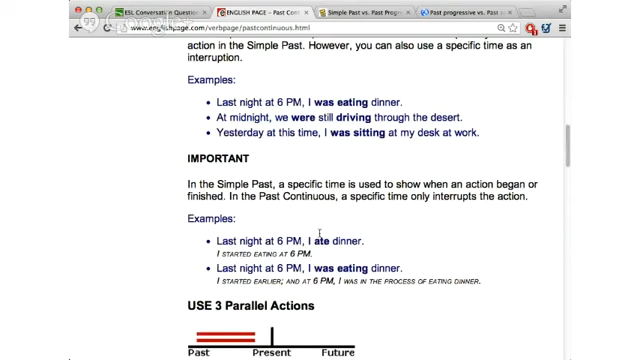 ESL Conversation Questi
ENGLISH PAGE - Past Cont
Simple Past vs. Past Progre
Past progressive vs. Past
www.englishpage.com/verbpage/pastcontinuous.html
Google+
action in the Simple Past. However, you can also use a specific time as an
interruption.
Examples:
• Last night at 6 PM, I was eating dinner.
• At midnight, we were still driving through the desert.
• Yesterday at this time, I was sitting at my desk at work.
IMPORTANT
In the Simple Past, a specific time is used to show when an action began or
finished. In the Past Continuous, a specific time only interrupts the action.
Examples:
• Last night at 6 PM, I ate dinner.
I STARTED EATING AT 6 PM.
• Last night at 6 PM, I was eating dinner.
I STARTED EARLIER; AND AT 6 PM, I WAS IN THE PROCESS OF EATING DINNER.
USE 3 Parallel Actions
Past Present Future